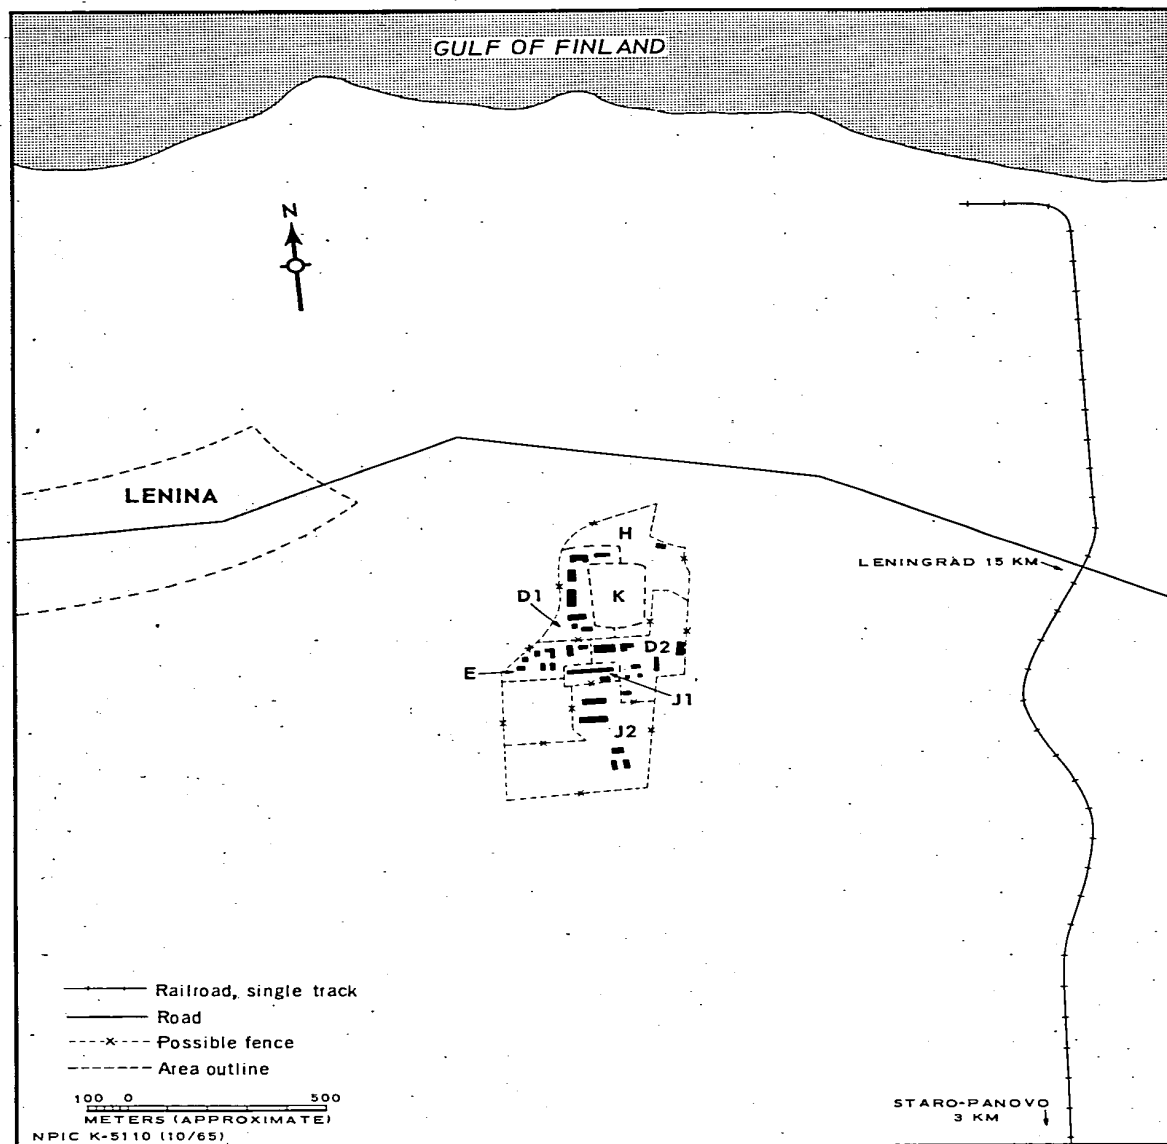 GULF OF FINLAND
N
LENINA
H
LENINGRAD 15 KM
K
D1
D2
E
J1
J2
Railroad, single track
Road
Possible fence
Area outline
100 0 500
METERS (APPROXIMATE)
NPIC K-5110 (10/65)
STARO-PANOVO
3 KM